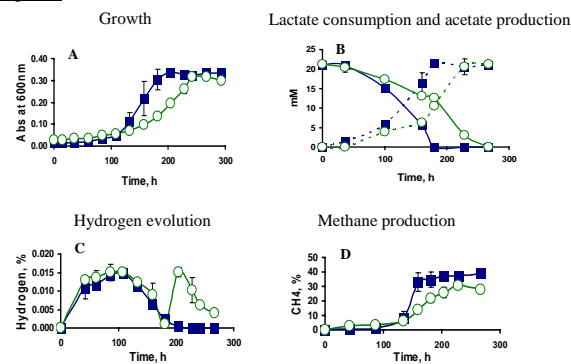 Growth
Lactate consumption and acetate production
A
Abs at 600nm
0.40
0.30
0.20
0.10
0.00
0
100
200
300
Time, h
B
mM
25
20
15
10
5
0
0
100
200
300
Time, h
Hydrogen evolution
Methane production
C
Hydrogen, %
0.020
0.015
0.010
0.005
0.000
0
100
200
300
Time, h
D
CH4, %
50
40
30
20
10
0
0
100
200
300
Time, h